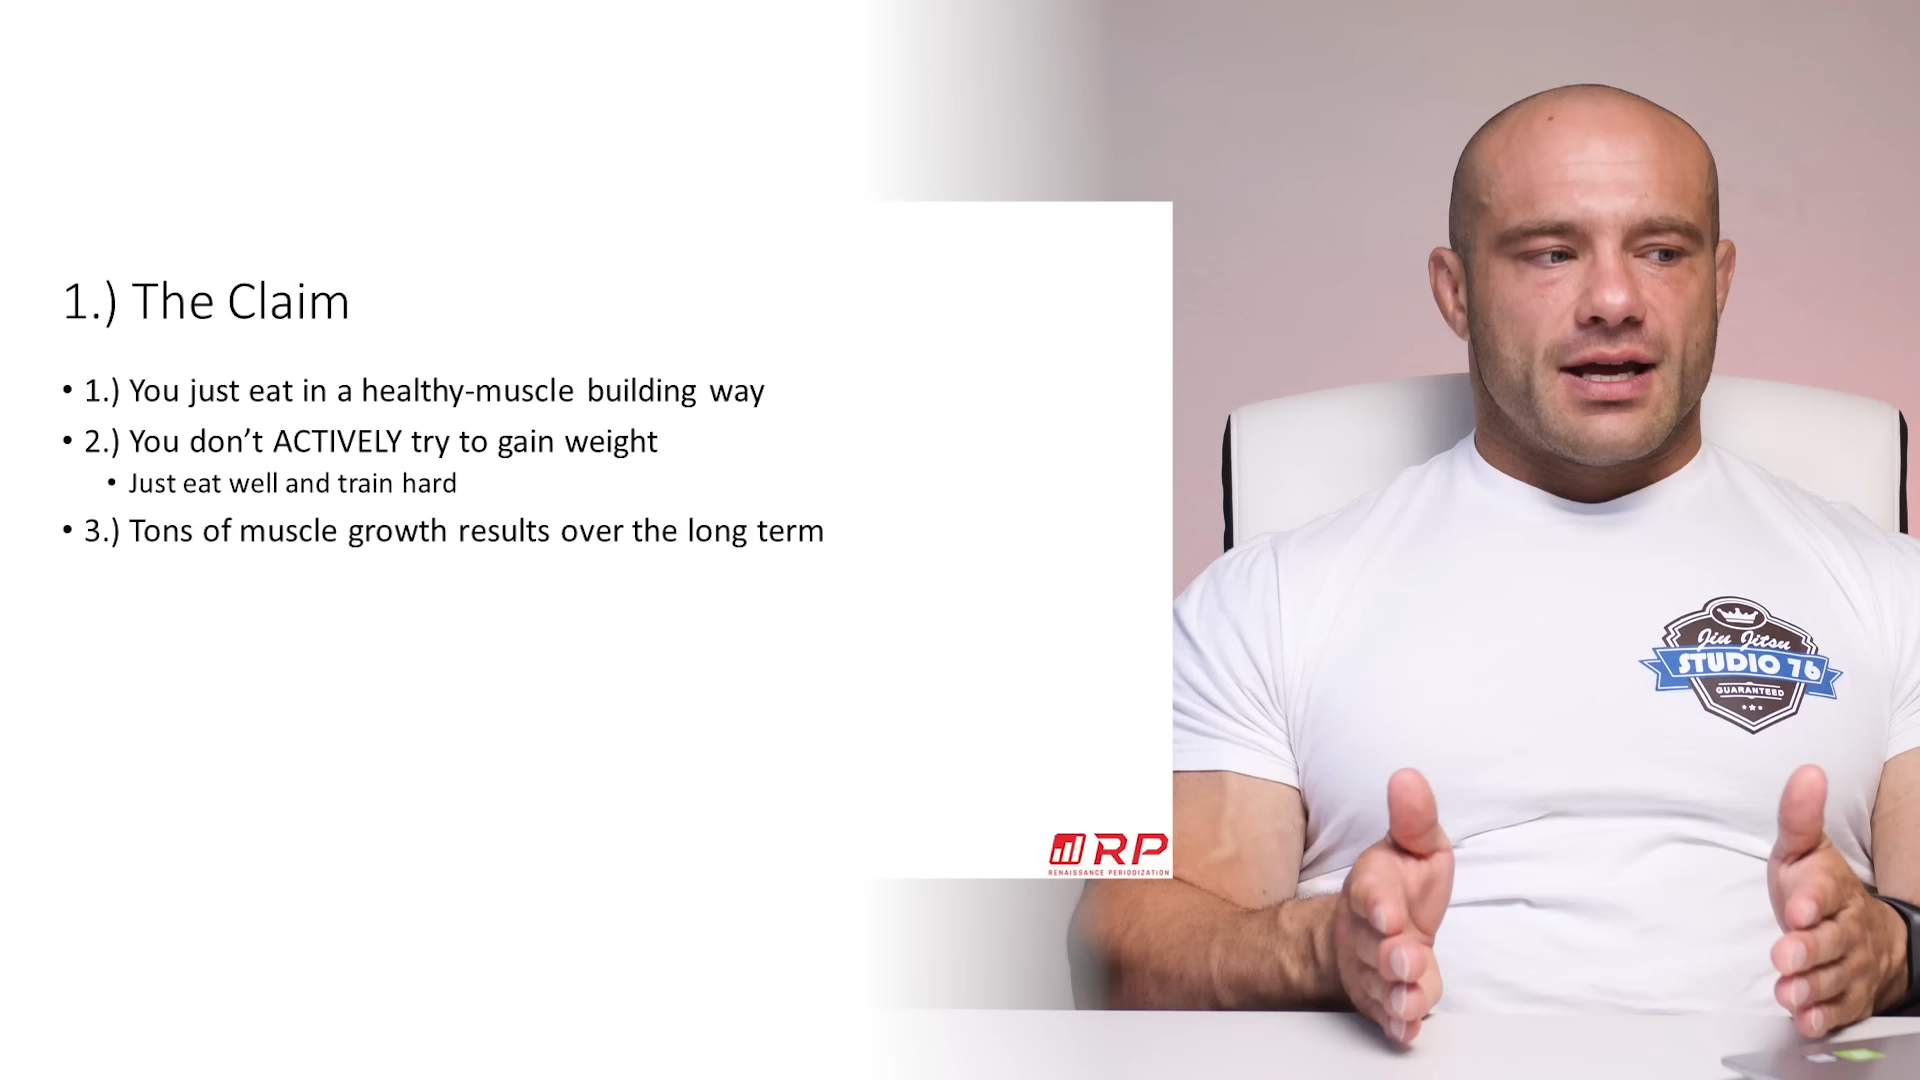 1.) The Claim
• 1.) You just eat in a healthy-muscle building way
• 2.) You don’t ACTIVELY try to gain weight
• Just eat well and train hard
• 3.) Tons of muscle growth results over the long term
Jiu Jitsu
STUDIO 76
GUARANTEED
RP
RENAISSANCE PERIODIZATION